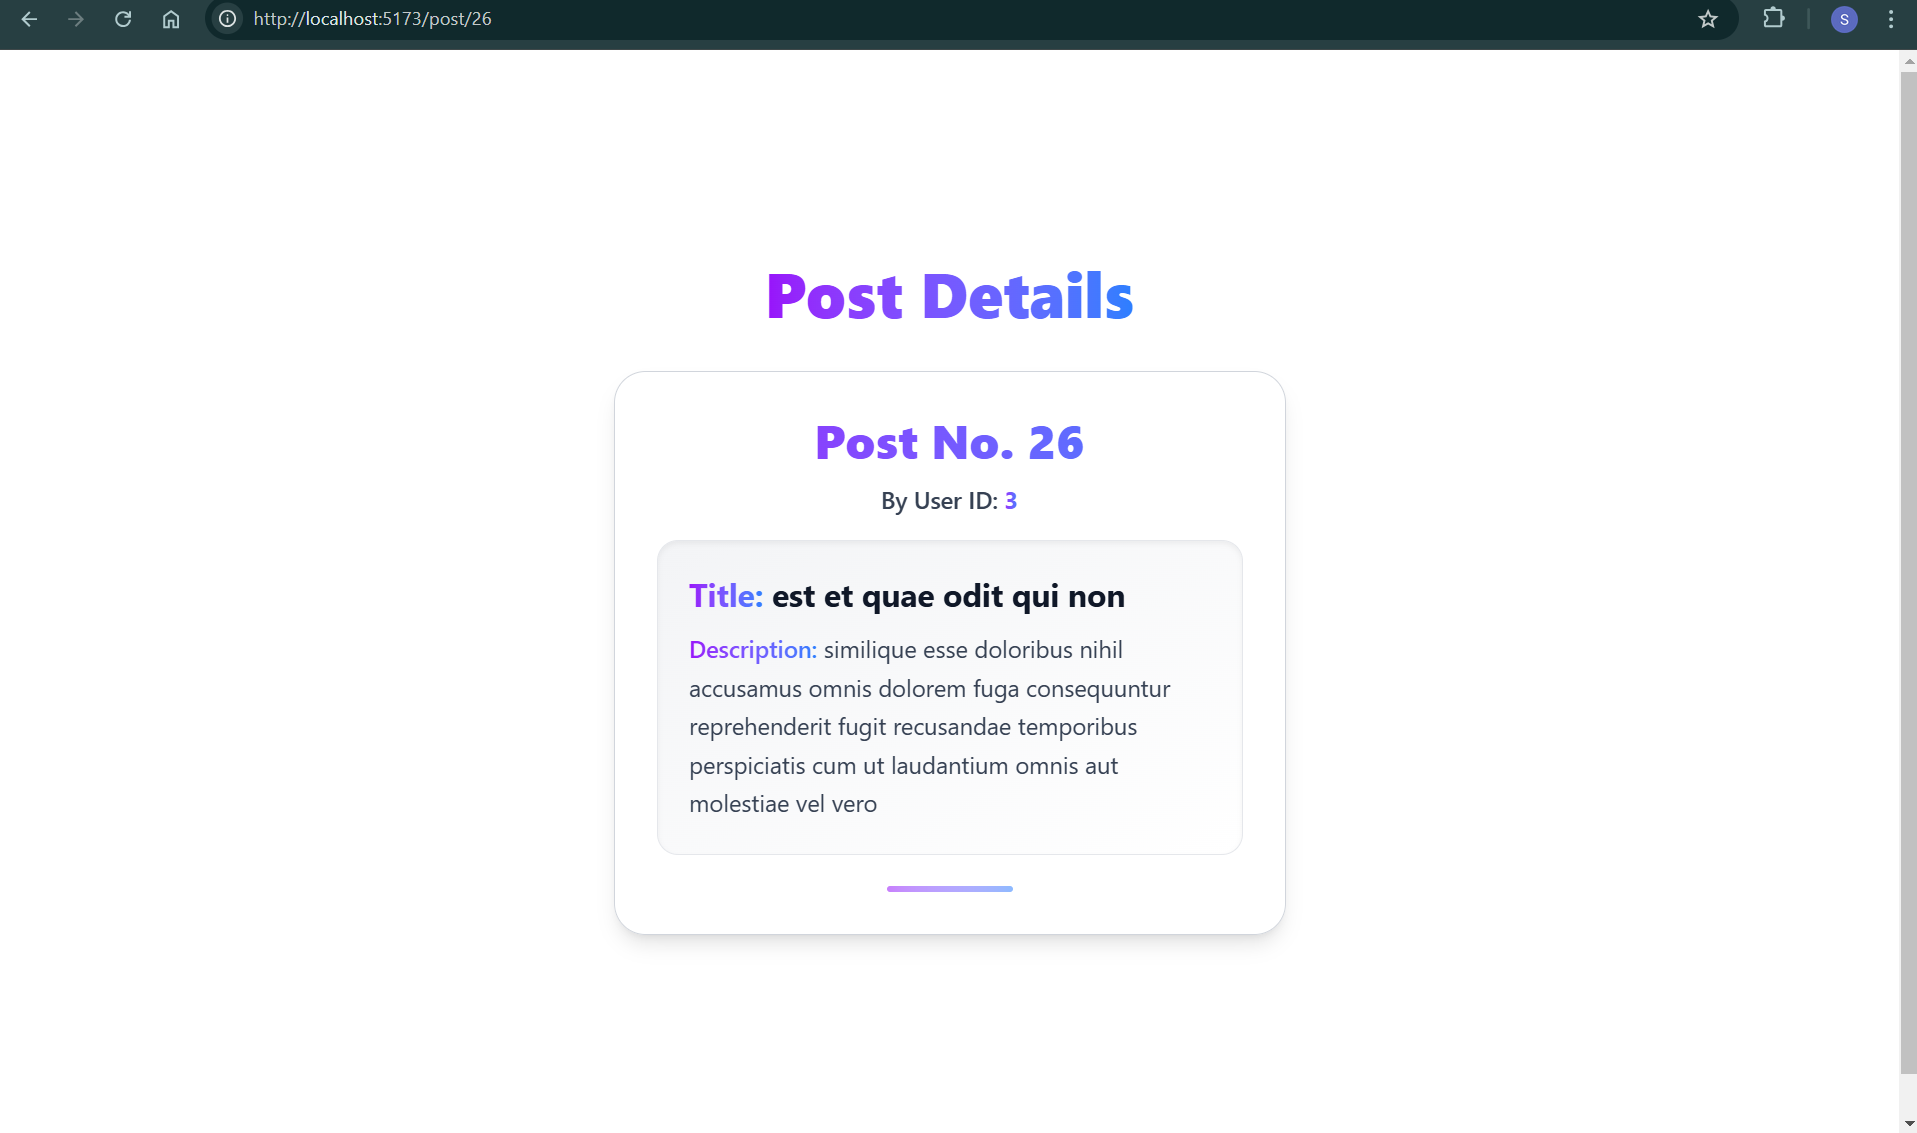 http://localhost:5173/post/26
S
Post Details
Post No. 26
By User ID: 3
Title: est et quae odit qui non
Description: similique esse doloribus nihil
accusamus omnis dolorem fuga consequuntur
reprehenderit fugit recusandae temporibus
perspiciatis cum ut laudantium omnis aut
molestiae vel vero